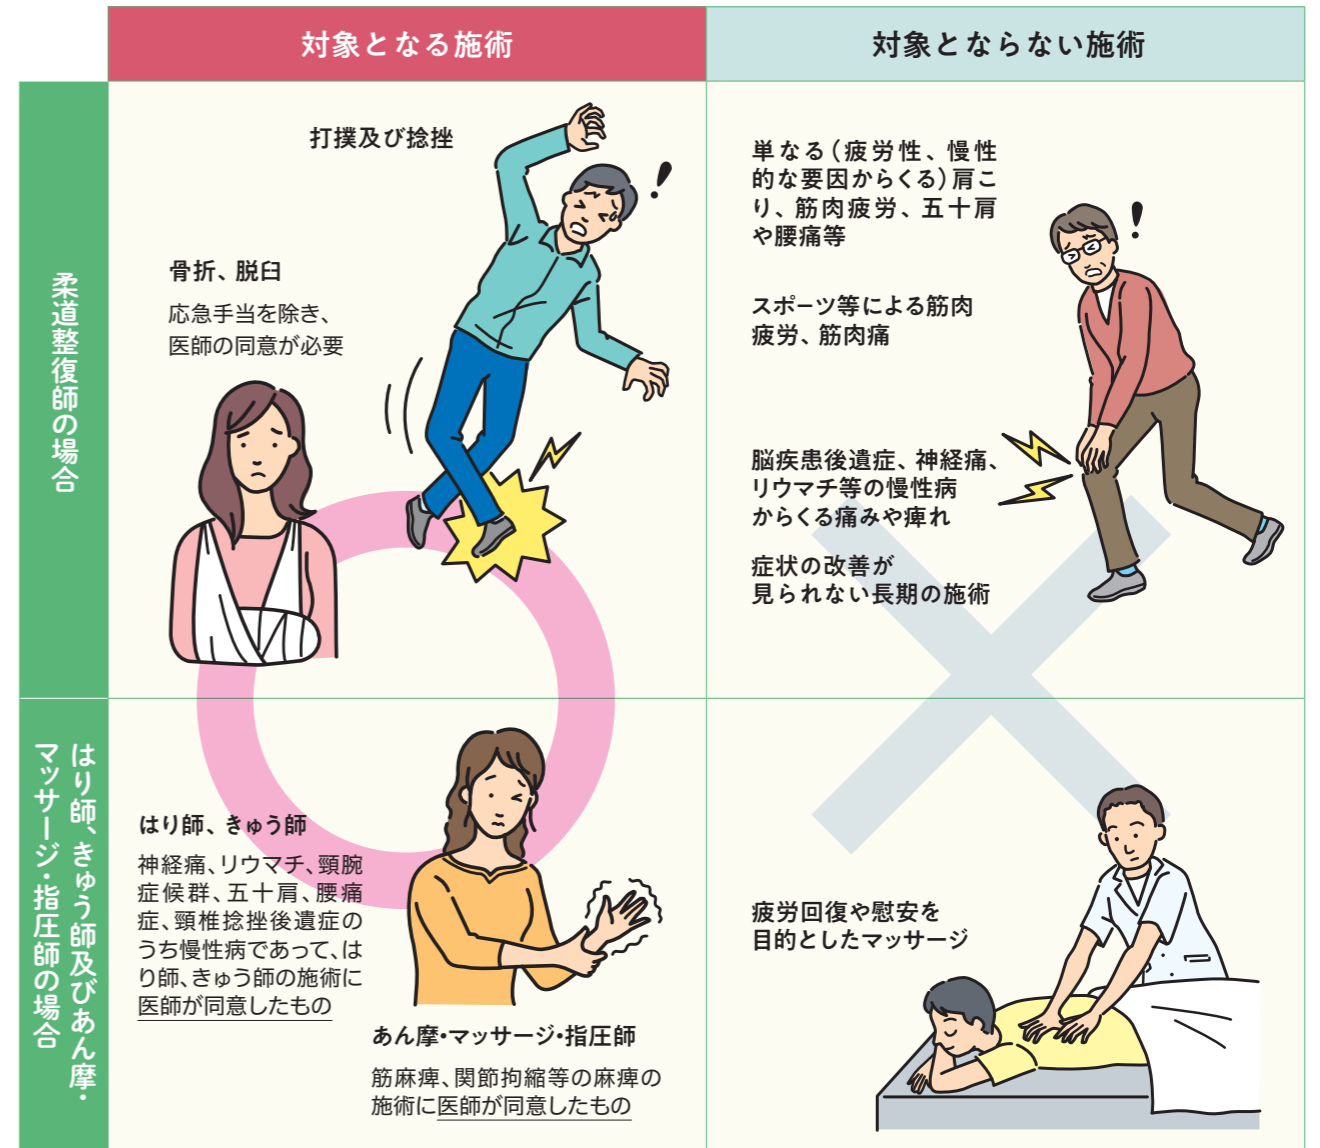 対象となる施術
対象とならない施術
柔道整復師の場合
打撲及び捻挫
骨折、脱臼
応急手当を除き、
医師の同意が必要
単なる（疲労性、慢性
的な要因からくる）肩こ
り、筋肉疲労、五十肩
や腰痛等
スポーツ等による筋肉
疲労、筋肉痛
脳疾患後遺症、神経痛、
リウマチ等の慢性病
からくる痛みや痺れ
症状の改善が
見られない長期の施術
はり師、きゅう師及びあん摩・
マッサージ・指圧師の場合
はり師、きゅう師
神経痛、リウマチ、頸腕
症候群、五十肩、腰痛
症、頸椎捻挫後遺症の
うち慢性病であって、は
り師、きゅう師の施術に
医師が同意したもの
あん摩・マッサージ・指圧師
筋麻痺、関節拘縮等の麻痺の
施術に医師が同意したもの
疲労回復や慰安を
目的としたマッサージ